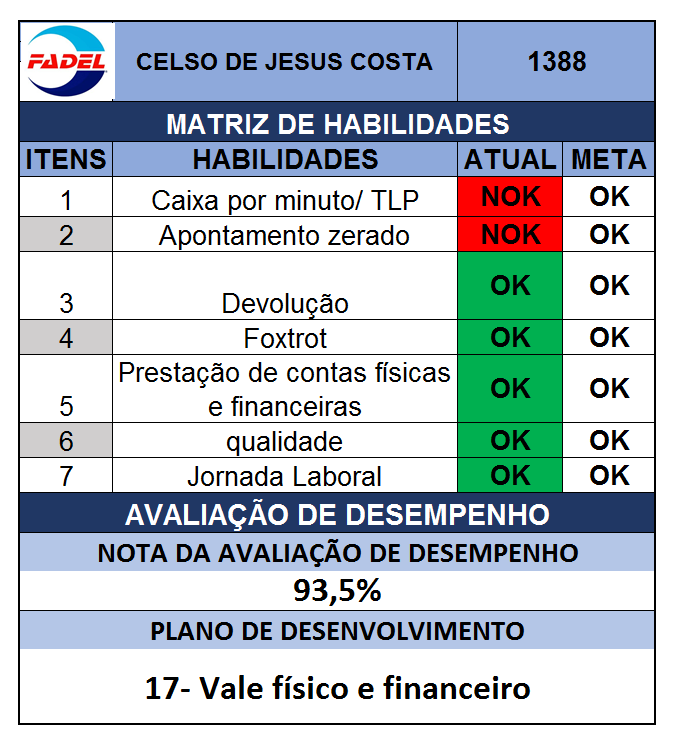 FADEL
CELSO DE JESUS COSTA 1388
MATRIZ DE HABILIDADES
ITENS HABILIDADES ATUAL META
1 Caixa por minuto/ TLP NOK OK
2 Apontamento zerado NOK OK
3 Devolução OK OK
4 Foxtrot OK OK
5 Prestação de contas físicas
e financeiras OK OK
6 qualidade OK OK
7 Jornada Laboral OK OK
AVALIAÇÃO DE DESEMPENHO
NOTA DA AVALIAÇÃO DE DESEMPENHO
93,5%
PLANO DE DESENVOLVIMENTO
17- Vale físico e financeiro